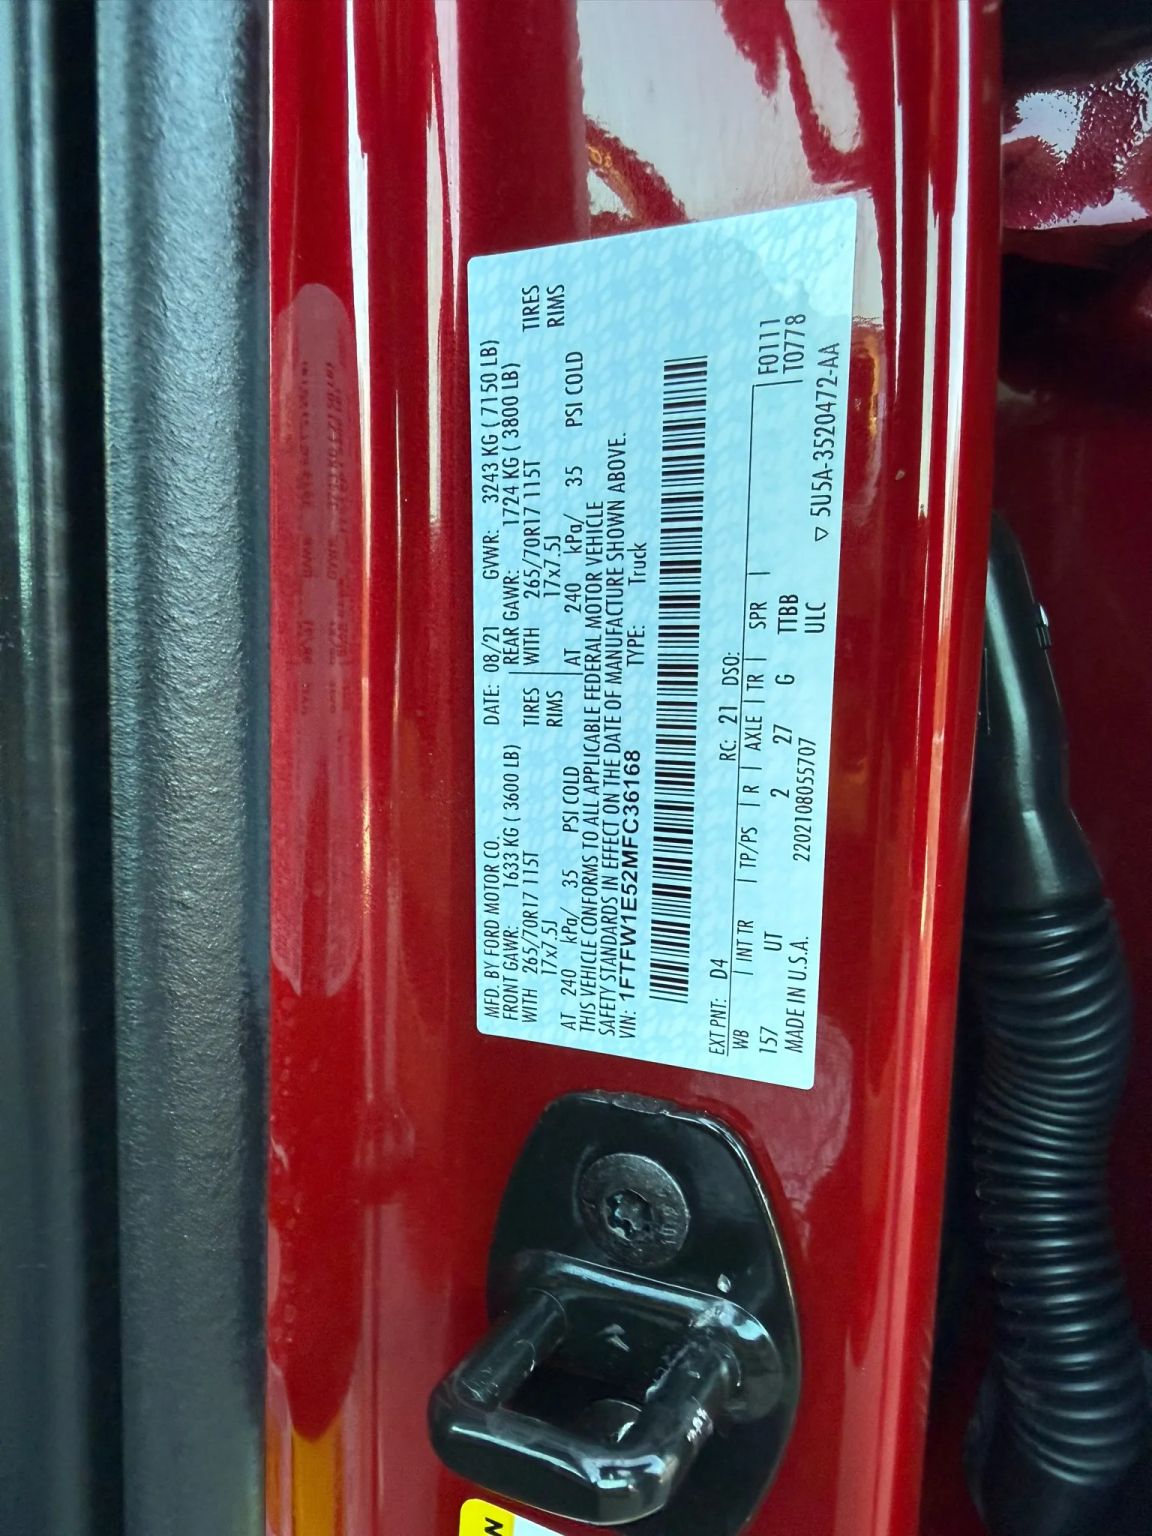 MFD. BY FORD MOTOR CO. DATE: 08/21 GVWR: 3243 KG ( 7150 LB)
FRONT GAWR: 1633 KG ( 3600 LB) REAR GAWR: 1724 KG ( 3800 LB)
WITH 265/70R17 115T TIRES WITH 265/70R17 115T TIRES
17x7.5J RIMS 17x7.5J RIMS
AT 240 kPa/ 35 PSI COLD AT 240 kPa/ 35 PSI COLD
THIS VEHICLE CONFORMS TO ALL APPLICABLE FEDERAL MOTOR VEHICLE
SAFETY STANDARDS IN EFFECT ON THE DATE OF MANUFACTURE SHOWN ABOVE.
VIN: 1FTFW1E52MFC36168 TYPE: Truck
EXT PNT: D4 RC: 21 DSO: F0111
WB | INT TR | TP/PS | R | AXLE | TR | SPR | T0778
157 UT 2 27 G TTBB
MADE IN U.S.A. 220210805570​7 ULC ▽ 5U5A-3520472-AA